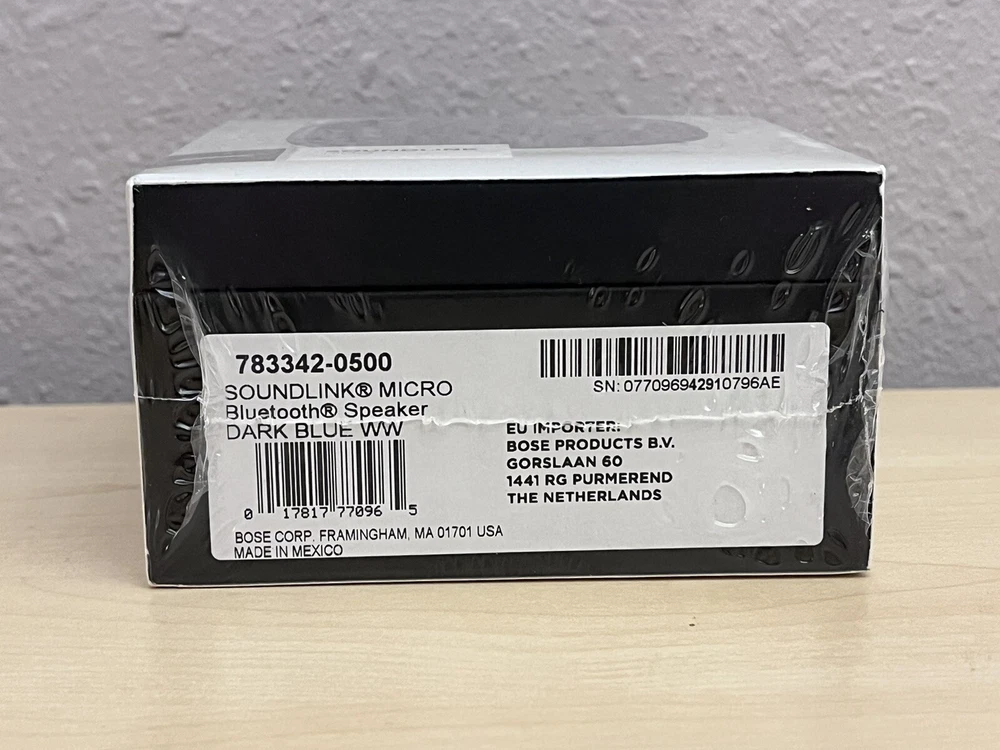 SOUNDLINK
783342-0500
SOUNDLINK® MICRO
Bluetooth® Speaker
DARK BLUE WW
0 17817 77096 5
BOSE CORP. FRAMINGHAM, MA 01701 USA
MADE IN MEXICO
SN: 077096942910796AE
EU IMPORTER:
BOSE PRODUCTS B.V.
GORSLAAN 60
1441 RG PURMEREND
THE NETHERLANDS